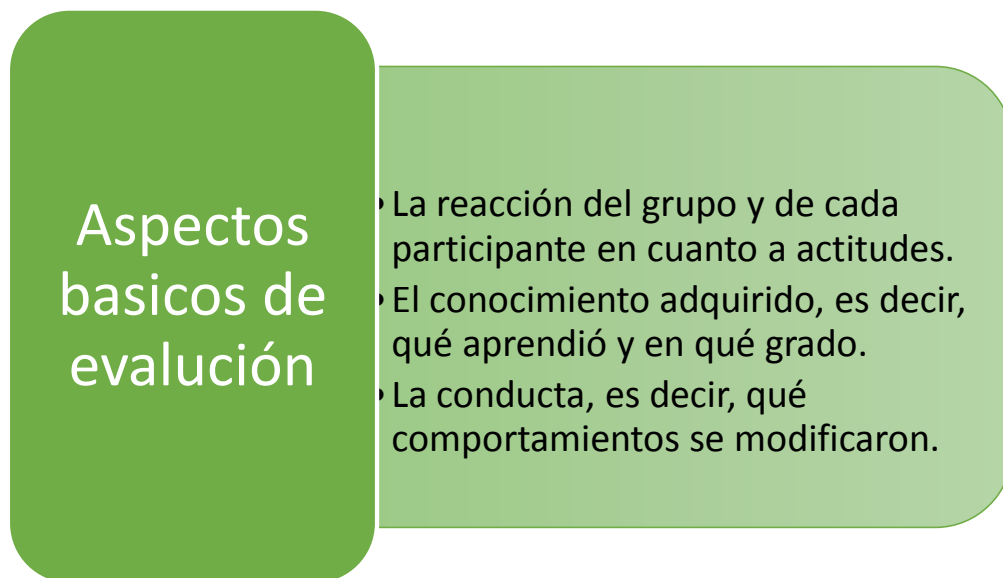 Aspectos
basicos de
evalución
• La reacción del grupo y de cada
participante en cuanto a actitudes.
• El conocimiento adquirido, es decir,
qué aprendió y en qué grado.
• La conducta, es decir, qué
comportamientos se modificaron.